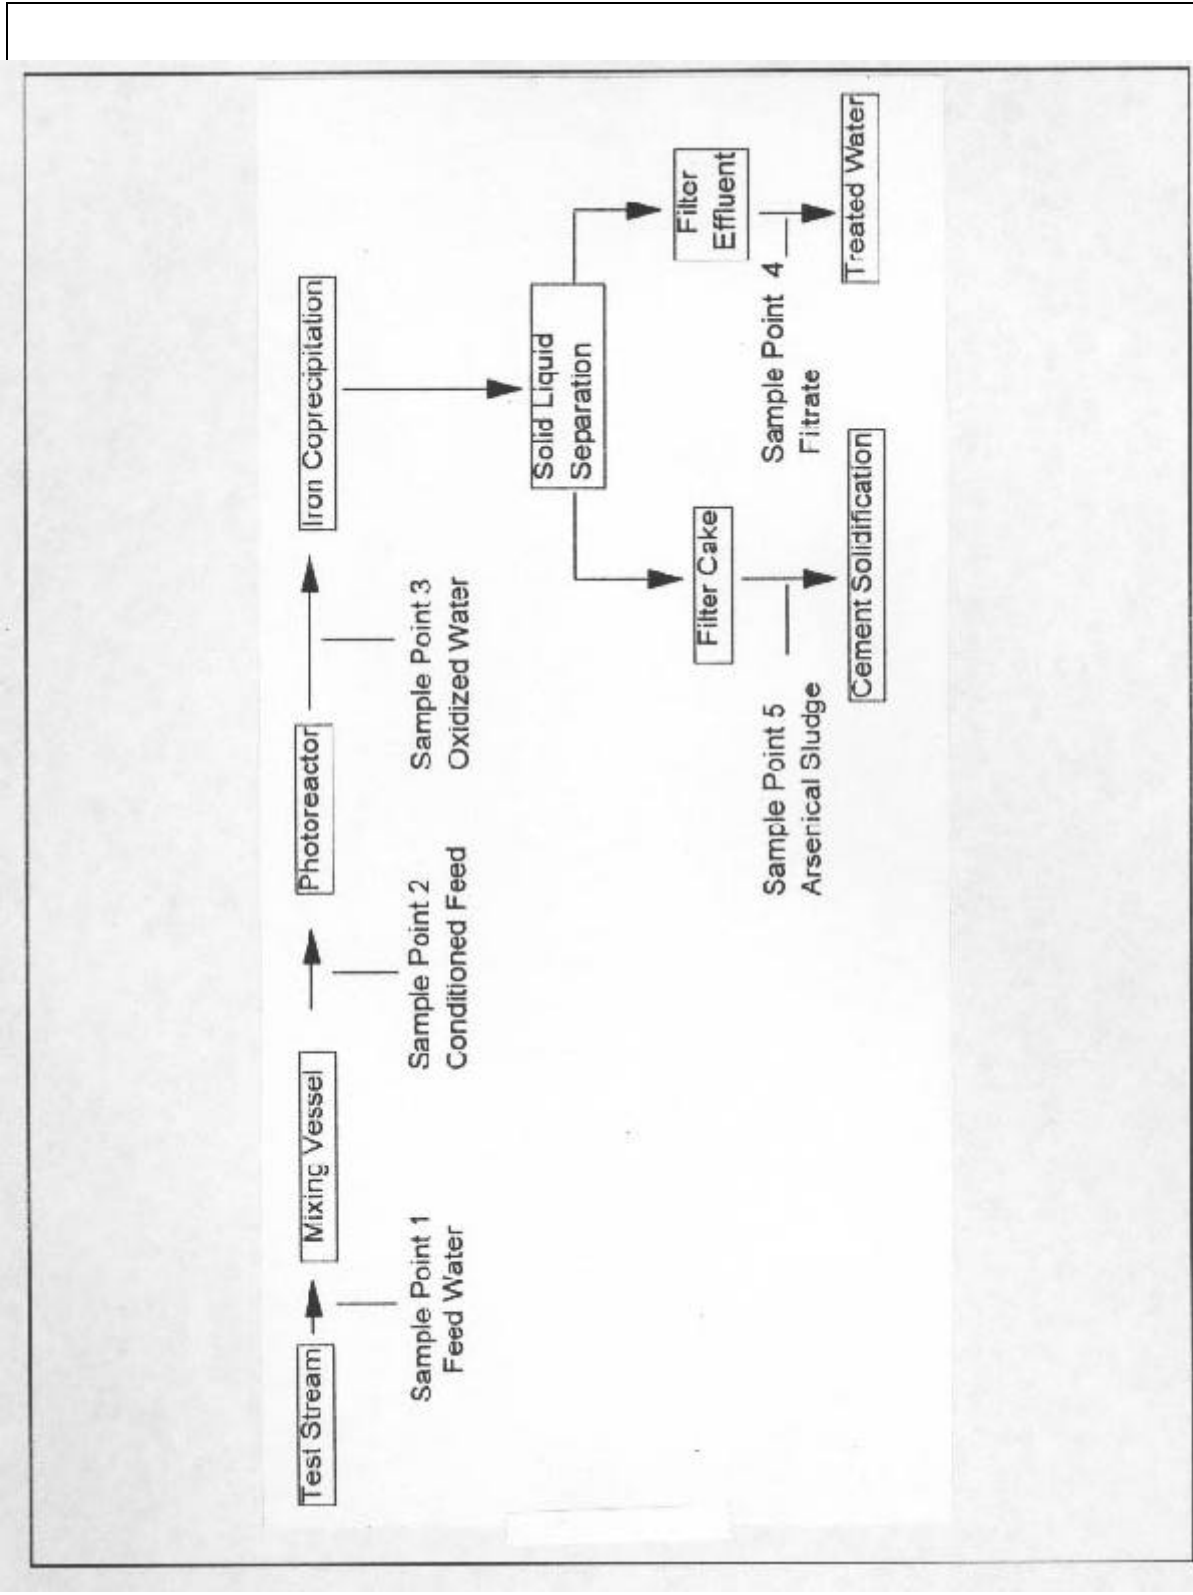 Test Stream
Mixing Vessel
Photoreactor
Iron Coprecipitation
Sample Point 1
Feed Water
Sample Point 2
Conditioned Feed
Sample Point 3
Oxidized Water
Solid Liquid
Separation
Filter Cake
Filter
Effluent
Sample Point 5
Arsenical Sludge
Sample Point 4
Filtrate
Cement Solidification
Treated Water